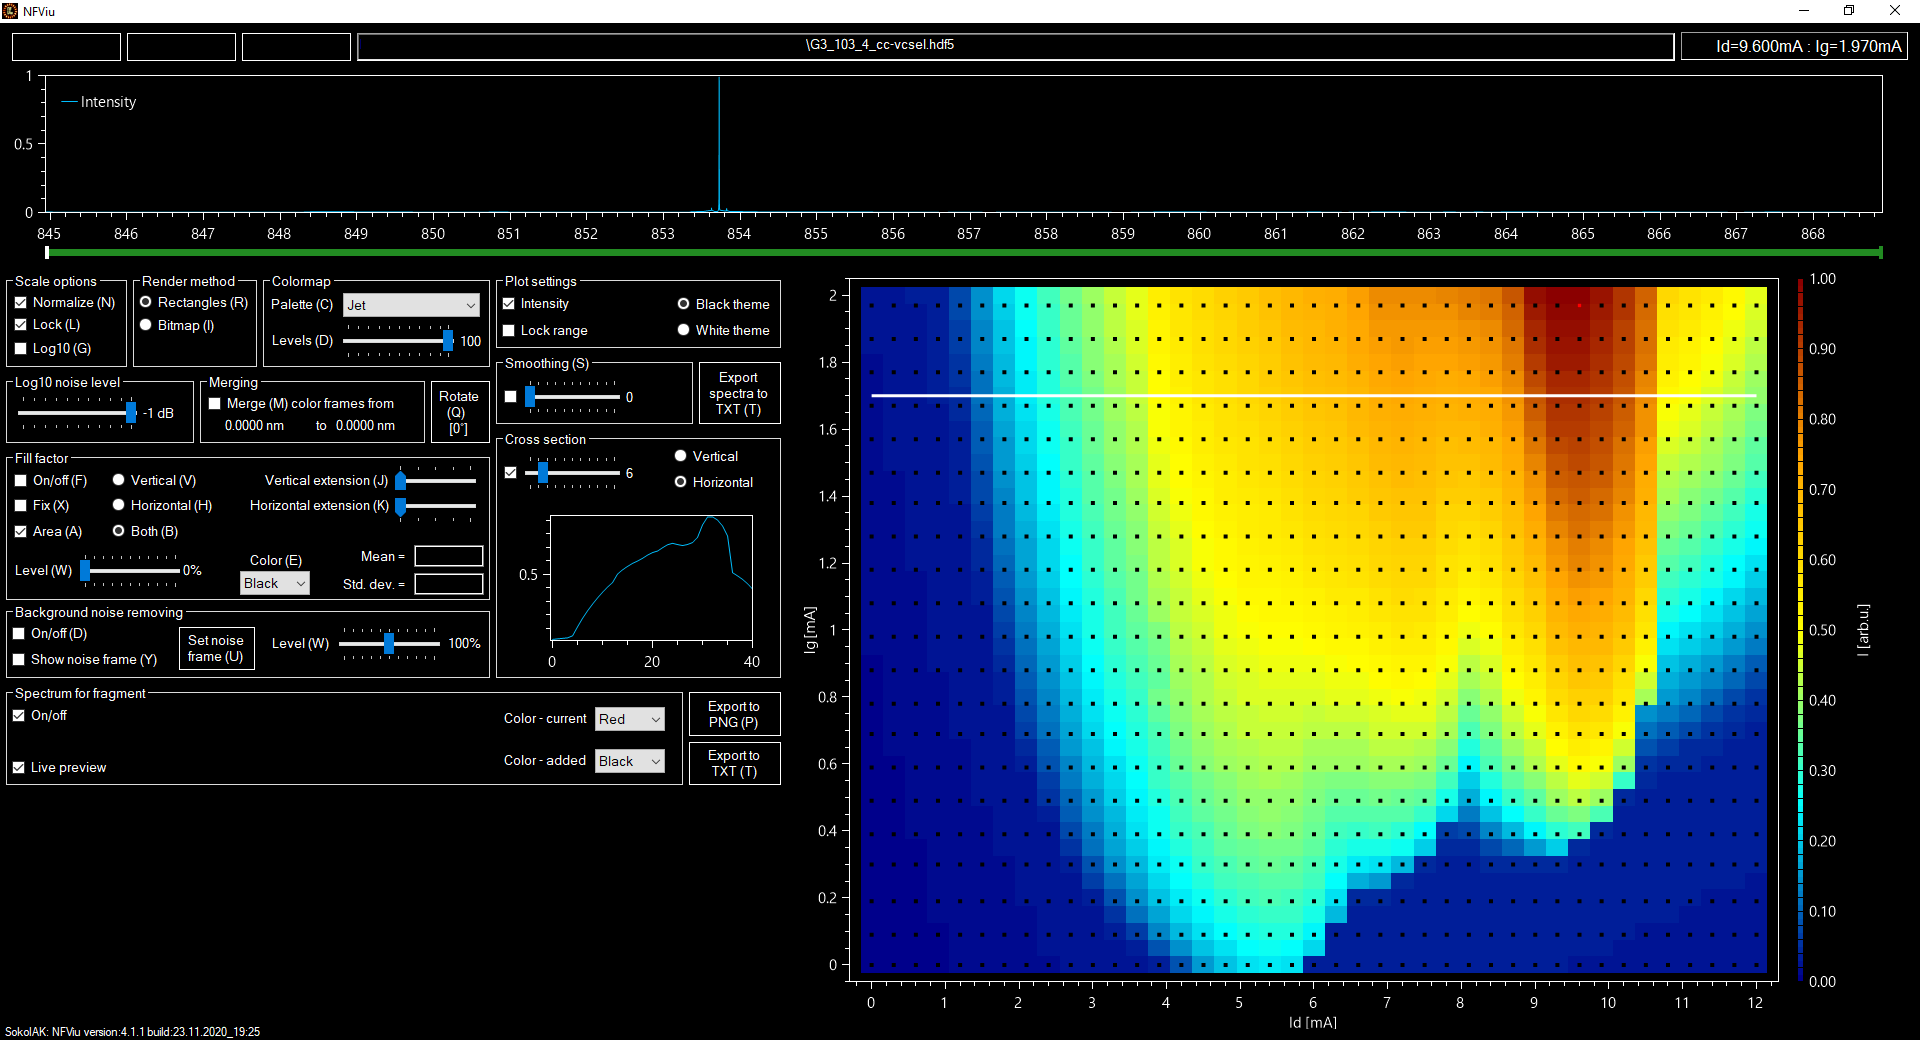 NFViu
\G3_103_4_cc-vcsel.hdf5
Id=9.600mA : Ig=1.970mA
1
0.5
0
Intensity
845 846 847 848 849 850 851 852 853 854 855 856 857 858 859 860 861 862 863 864 865 866 867 868
Scale options
Normalize (N)
Lock (L)
Log10 (G)
Render method
Rectangles (R)
Bitmap (I)
Colormap
Palette (C) Jet
Levels (D) 100
Plot settings
Intensity
Lock range
Black theme
White theme
Log10 noise level
-1 dB
Merging
Merge (M) color frames from
0.0000 nm to 0.0000 nm
Rotate
(Q)
[0°]
Smoothing (S)
0
Export
spectra to
TXT (T)
Cross section
6
Vertical
Horizontal
0.5
0 20 40
Fill factor
On/off (F)
Fix (X)
Area (A)
Vertical (V)
Horizontal (H)
Both (B)
Vertical extension (J)
Horizontal extension (K)
Level (W) 0%
Color (E)
Black
Mean =
Std. dev. =
Background noise removing
On/off (D)
Show noise frame (Y)
Set noise
frame (U)
Level (W) 100%
Spectrum for fragment
On/off
Live preview
Color - current Red
Color - added Black
Export to
PNG (P)
Export to
TXT (T)
2
1.8
1.6
1.4
1.2
1
0.8
0.6
0.4
0.2
0
Ig [mA]
0 1 2 3 4 5 6 7 8 9 10 11 12
Id [mA]
1.00
0.90
0.80
0.70
0.60
0.50
0.40
0.30
0.20
0.10
0.00
I [arb.u.]
SokolAK: NFViu version:4.1.1 build:23.11.2020_19:25